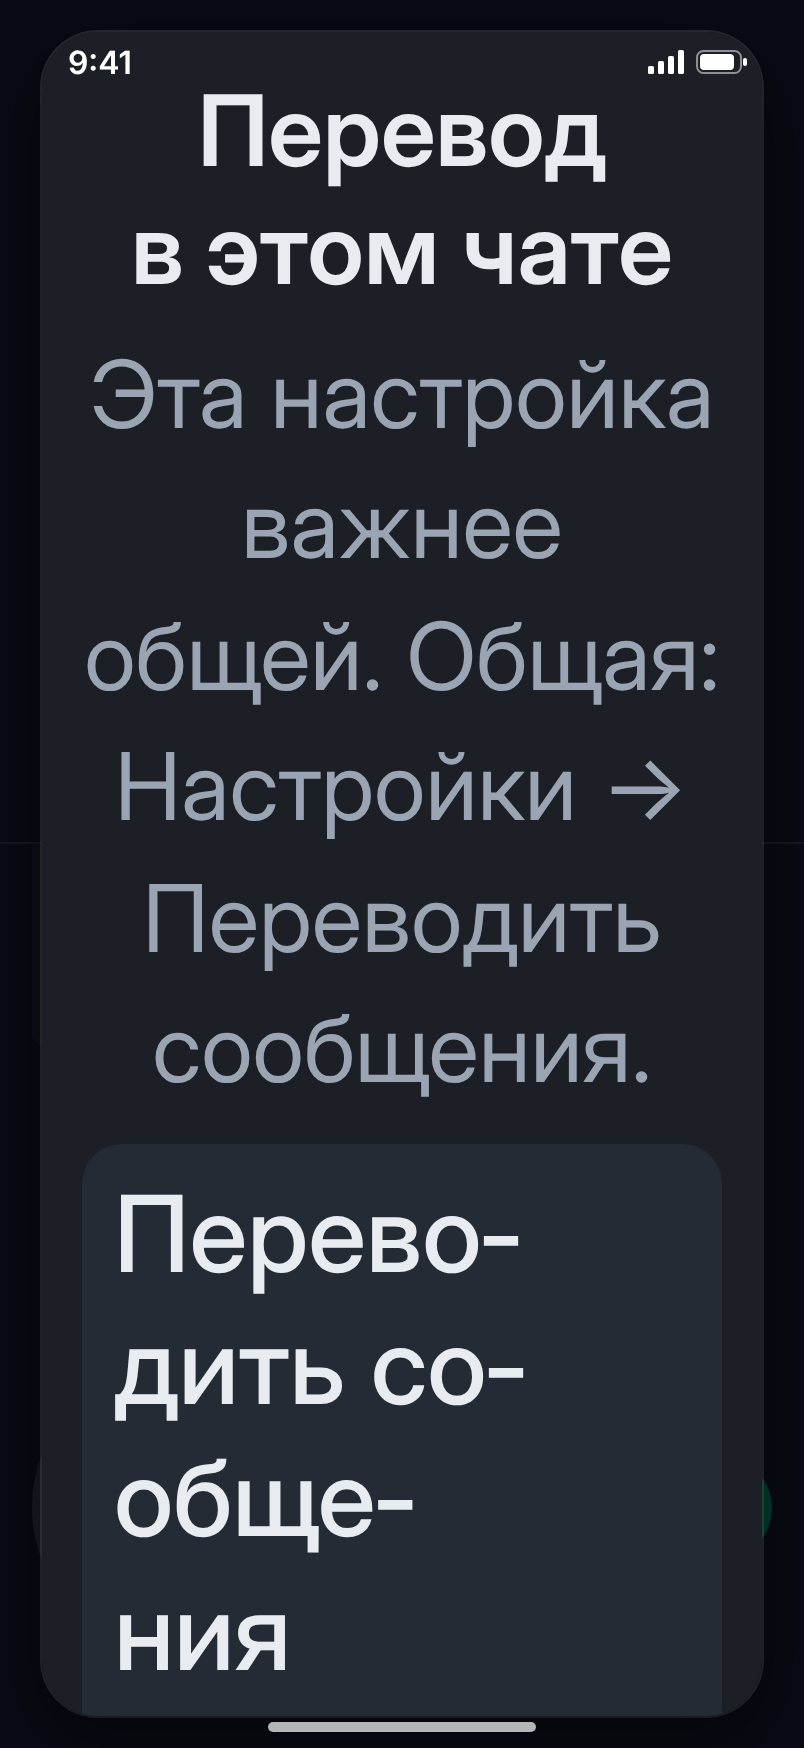 9:41
Перевод
в этом чате
Эта настройка
важнее
общей. Общая:
Настройки →
Переводить
сообщения.
Перево-
дить со-
обще-
ния